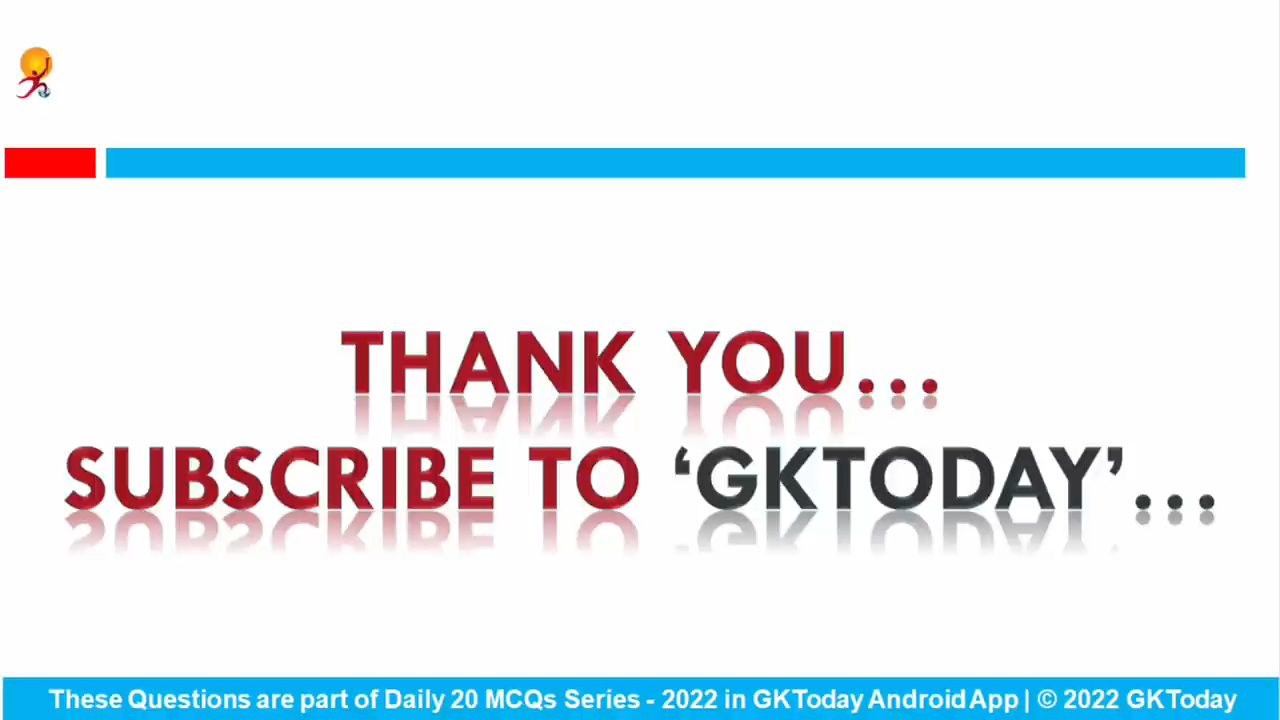 THANK YOU...
SUBSCRIBE TO ‘GKTODAY’...
These Questions are part of Daily 20 MCQs Series - 2022 in GKToday Android App | © 2022 GKToday